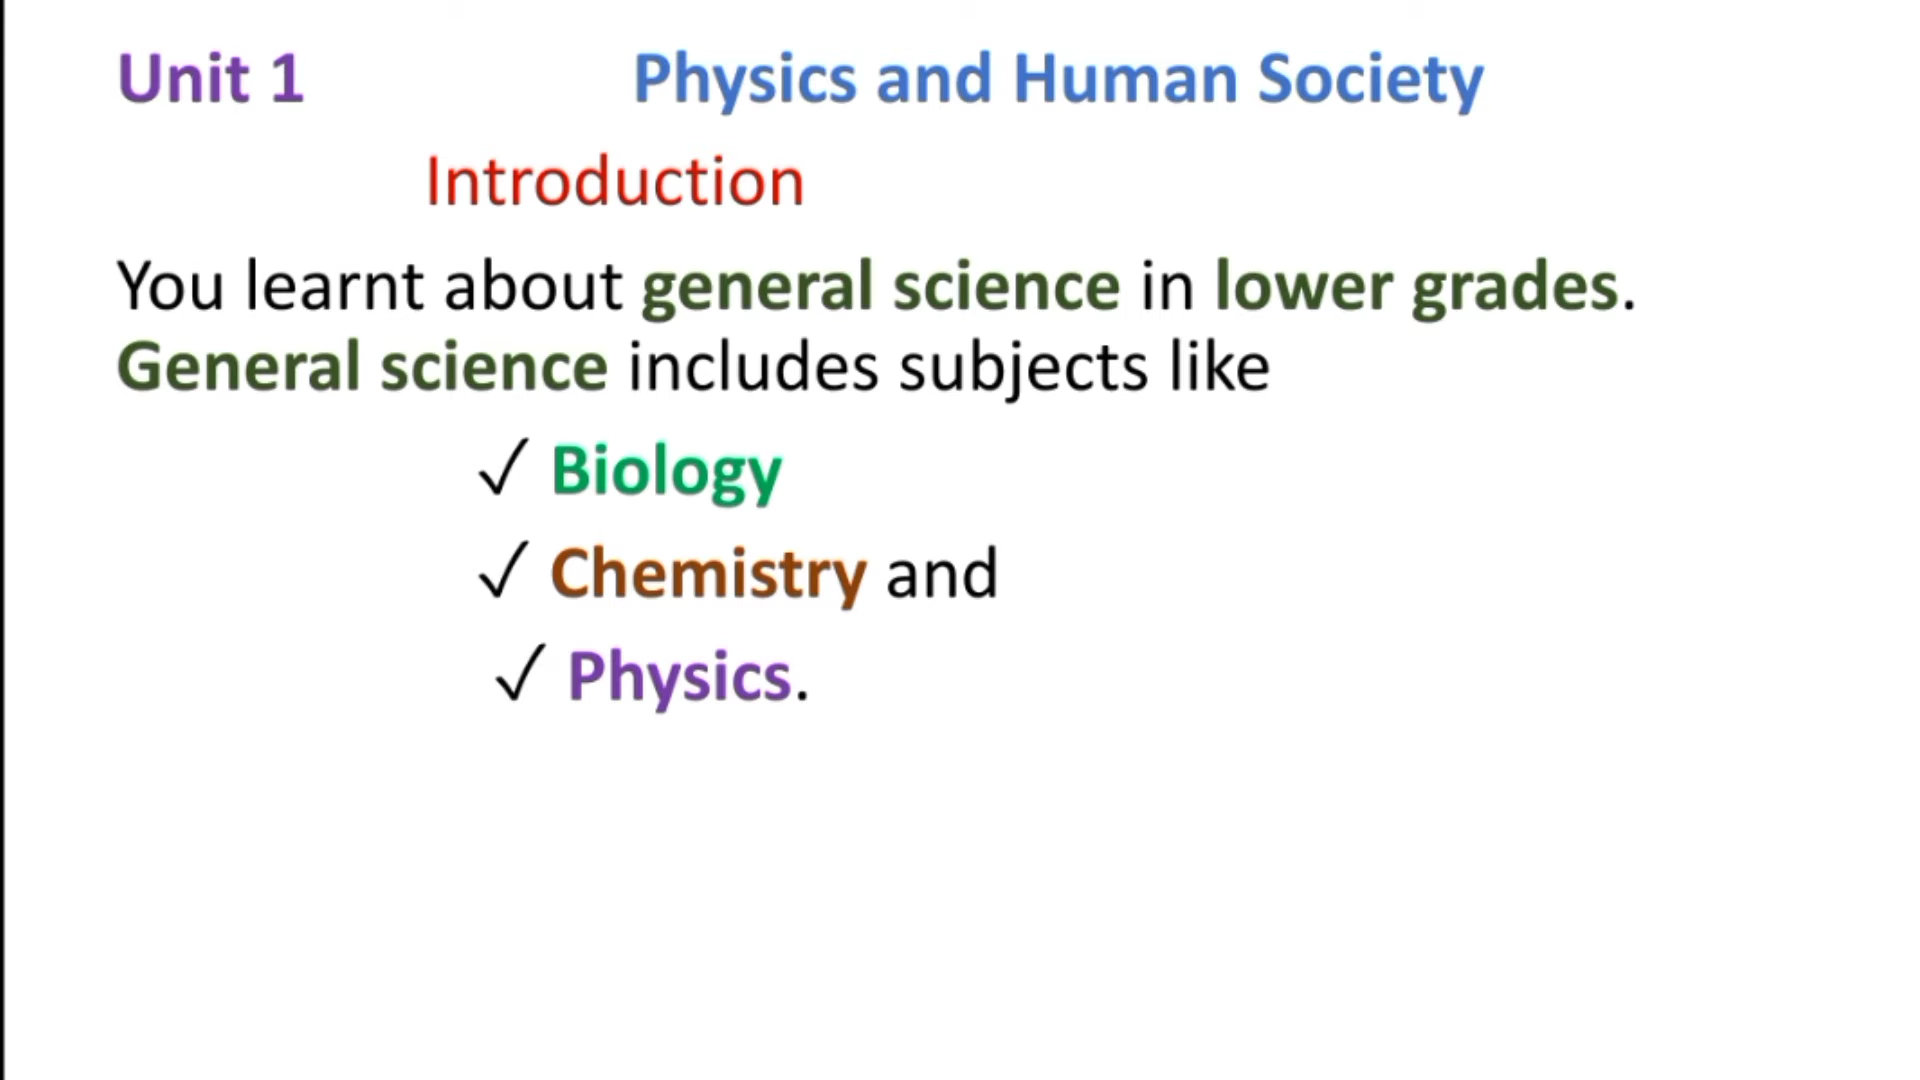 Unit 1 Physics and Human Society
Introduction
You learnt about general science in lower grades.
General science includes subjects like
✓ Biology
✓ Chemistry and
✓ Physics.